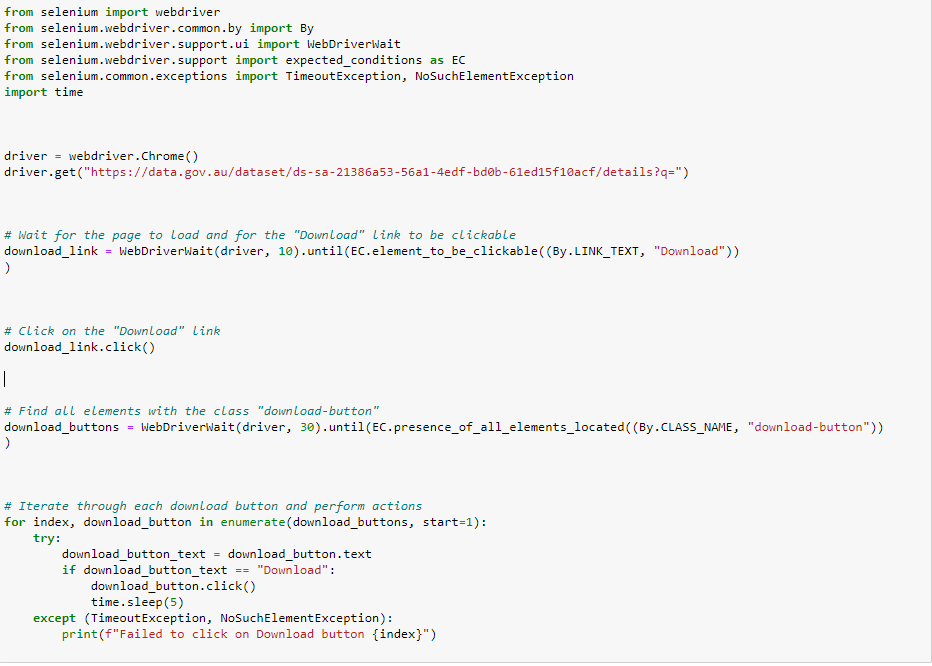 from selenium import webdriver
from selenium.webdriver.common.by import By
from selenium.webdriver.support.ui import WebDriverWait
from selenium.webdriver.support import expected_conditions as EC
from selenium.common.exceptions import TimeoutException, NoSuchElementException
import time
driver = webdriver.Chrome()
driver.get("https://data.gov.au/dataset/ds-sa-21386a53-56a1-4edf-bd0b-61ed15f10acf/details?q=")
# Wait for the page to load and for the "Download" link to be clickable
download_link = WebDriverWait(driver, 10).until(EC.element_to_be_clickable((By.LINK_TEXT, "Download"))
)
# Click on the "Download" link
download_link.click()
# Find all elements with the class "download-button"
download_buttons = WebDriverWait(driver, 30).until(EC.presence_of_all_elements_located((By.CLASS_NAME, "download-button"))
)
# Iterate through each download button and perform actions
for index, download_button in enumerate(download_buttons, start=1):
    try:
        download_button_text = download_button.text
        if download_button_text == "Download":
            download_button.click()
            time.sleep(5)
    except (TimeoutException, NoSuchElementException):
        print(f"Failed to click on Download button {index}")